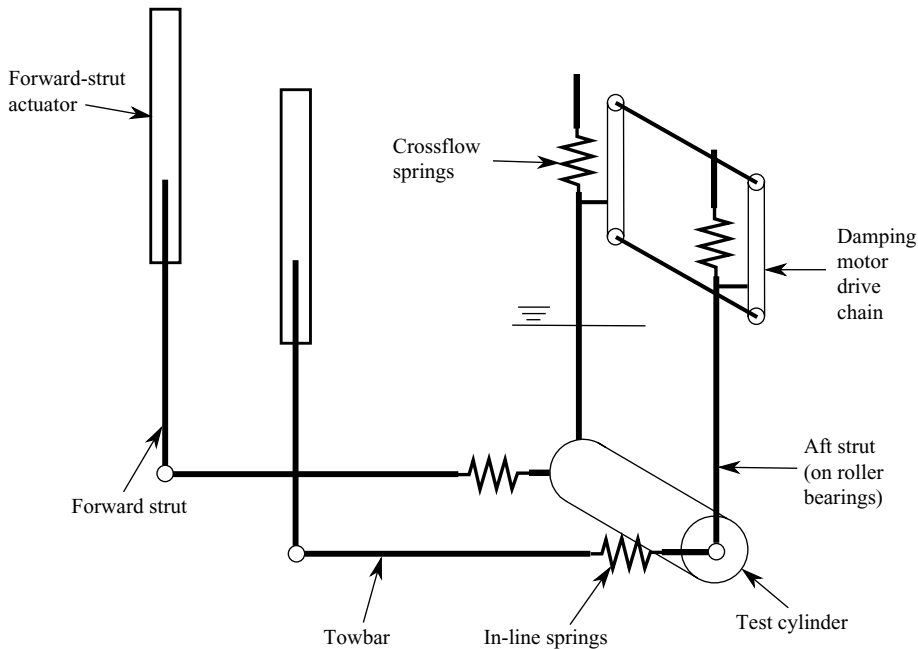 Forward-strut
actuator
Crossflow
springs
Damping
motor
drive
chain
Forward strut
Aft strut
(on roller
bearings)
Towbar
In-line springs
Test cylinder